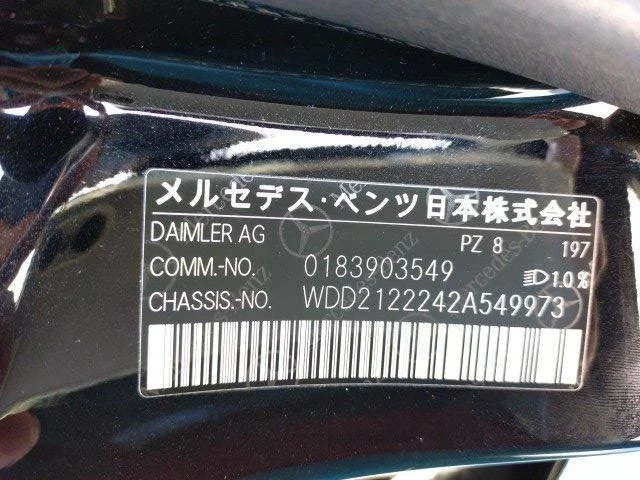 メルセデス・ベンツ日本株式会社
DAIMLER AG PZ 8 197
COMM.-NO. 0183903549 1.0%
CHASSIS.-NO. WDD2122242A549973